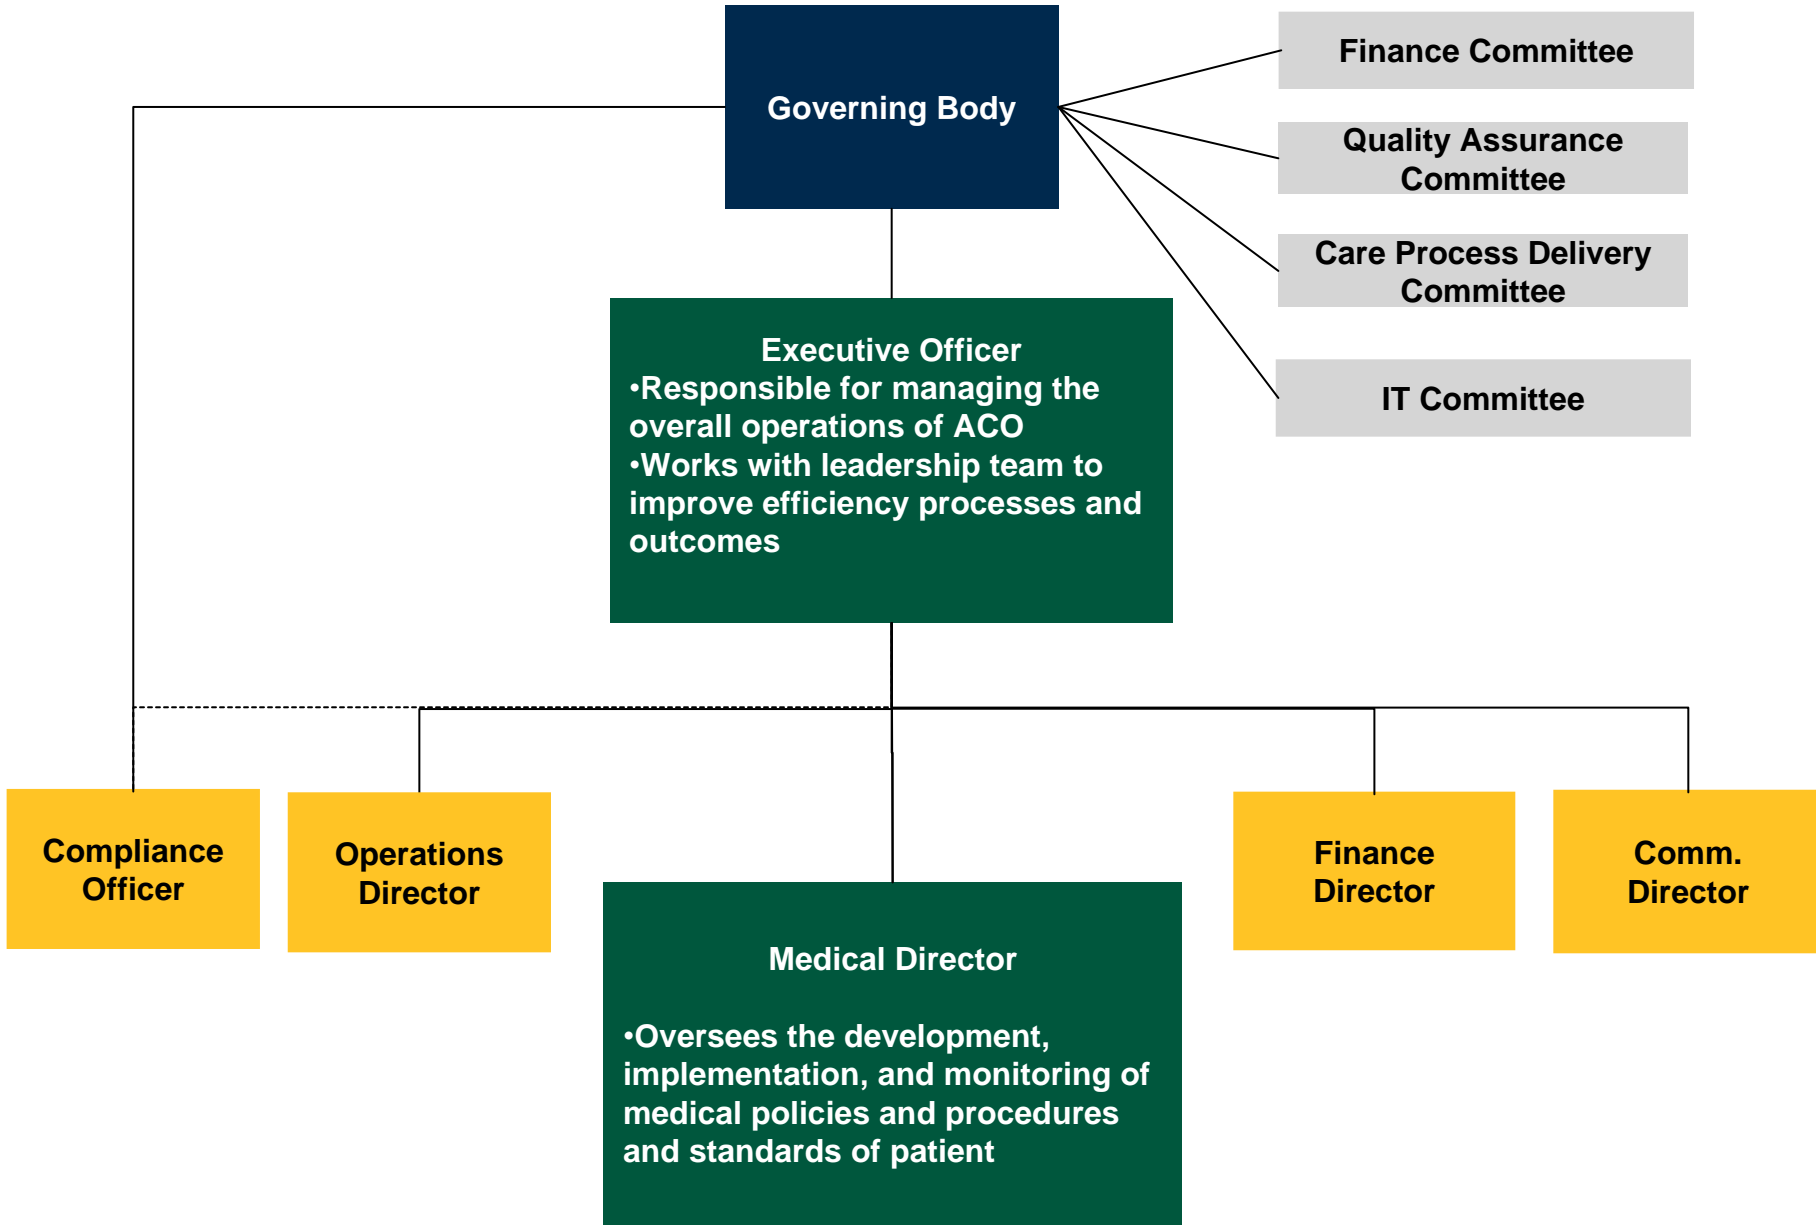 Governing Body
Finance Committee
Quality Assurance
Committee
Care Process Delivery
Committee
IT Committee
Executive Officer
•Responsible for managing the
overall operations of ACO
•Works with leadership team to
improve efficiency processes and
outcomes
Compliance
Officer
Operations
Director
Medical Director
•Oversees the development,
implementation, and monitoring of
medical policies and procedures
and standards of patient
Finance
Director
Comm.
Director